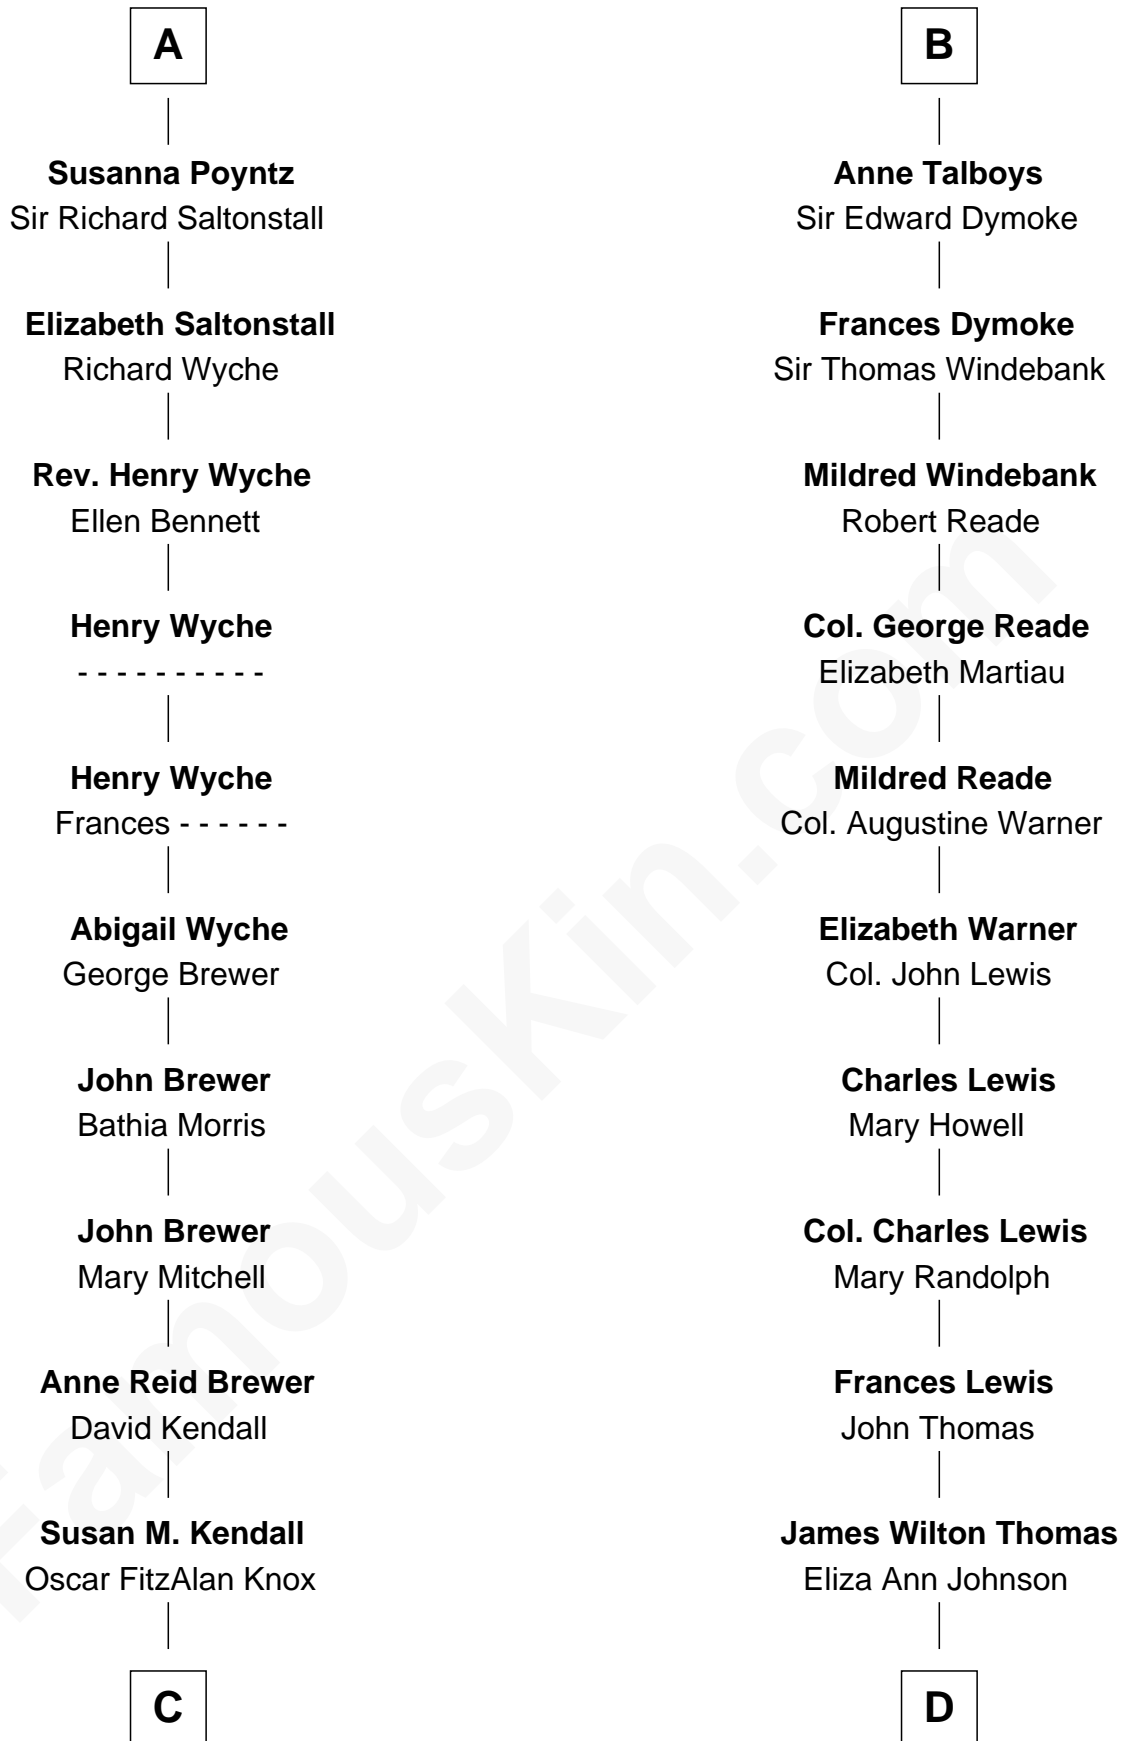 A
Susanna Poyntz
Sir Richard Saltonstall
Elizabeth Saltonstall
Richard Wyche
Rev. Henry Wyche
Ellen Bennett
Henry Wyche
- - - - - - - - - -
Henry Wyche
Frances - - - - - -
Abigail Wyche
George Brewer
John Brewer
Bathia Morris
John Brewer
Mary Mitchell
Anne Reid Brewer
David Kendall
Susan M. Kendall
Oscar FitzAlan Knox
C
B
Anne Talboys
Sir Edward Dymoke
Frances Dymoke
Sir Thomas Windebank
Mildred Windebank
Robert Reade
Col. George Reade
Elizabeth Martiau
Mildred Reade
Col. Augustine Warner
Elizabeth Warner
Col. John Lewis
Charles Lewis
Mary Howell
Col. Charles Lewis
Mary Randolph
Frances Lewis
John Thomas
James Wilton Thomas
Eliza Ann Johnson
D
FamousKin.com